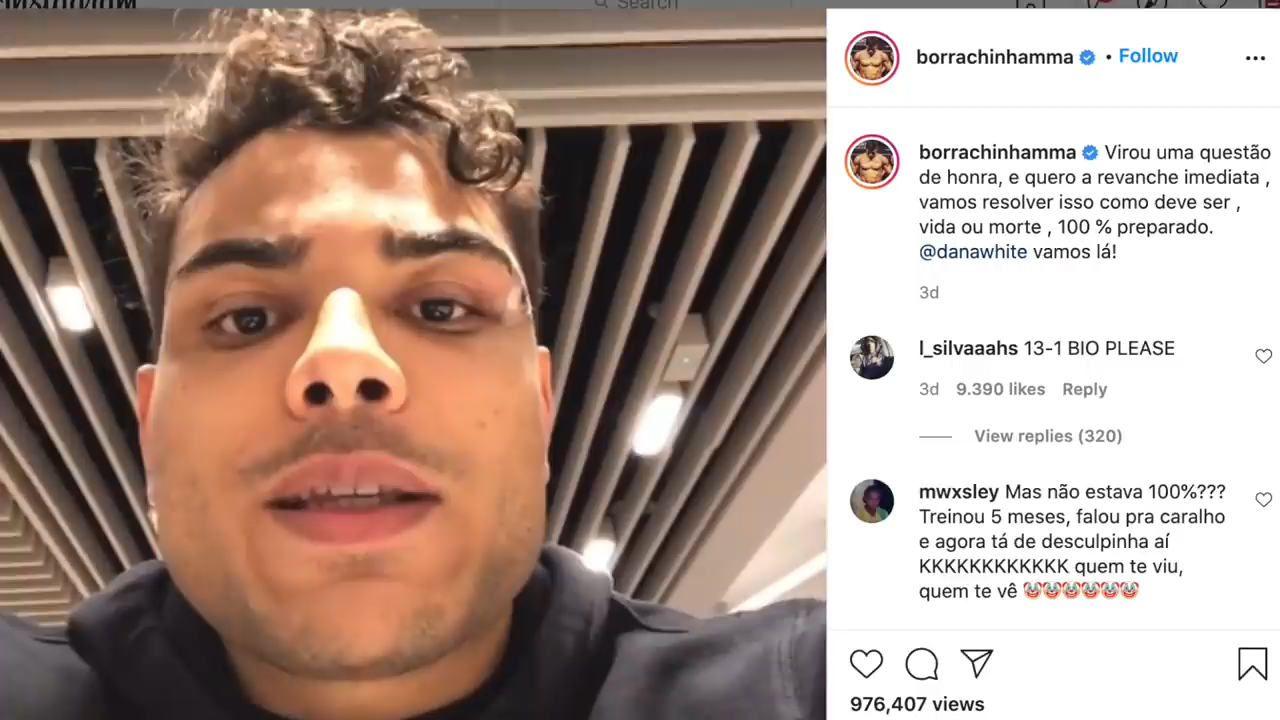 Search
borrachinhamma • Follow
borrachinhamma Virou uma questão
de honra, e quero a revanche imediata ,
vamos resolver isso como deve ser ,
vida ou morte , 100 % preparado.
@danawhite vamos lá!
3d
l_silvaaahs 13-1 BIO PLEASE
3d 9.390 likes Reply
View replies (320)
mwxsley Mas não estava 100%???
Treinou 5 meses, falou pra caralho
e agora tá de desculpinha aí
KKKKKKKKKKKK quem te viu,
quem te vê 🤡🤡🤡🤡🤡🤡
976,407 views